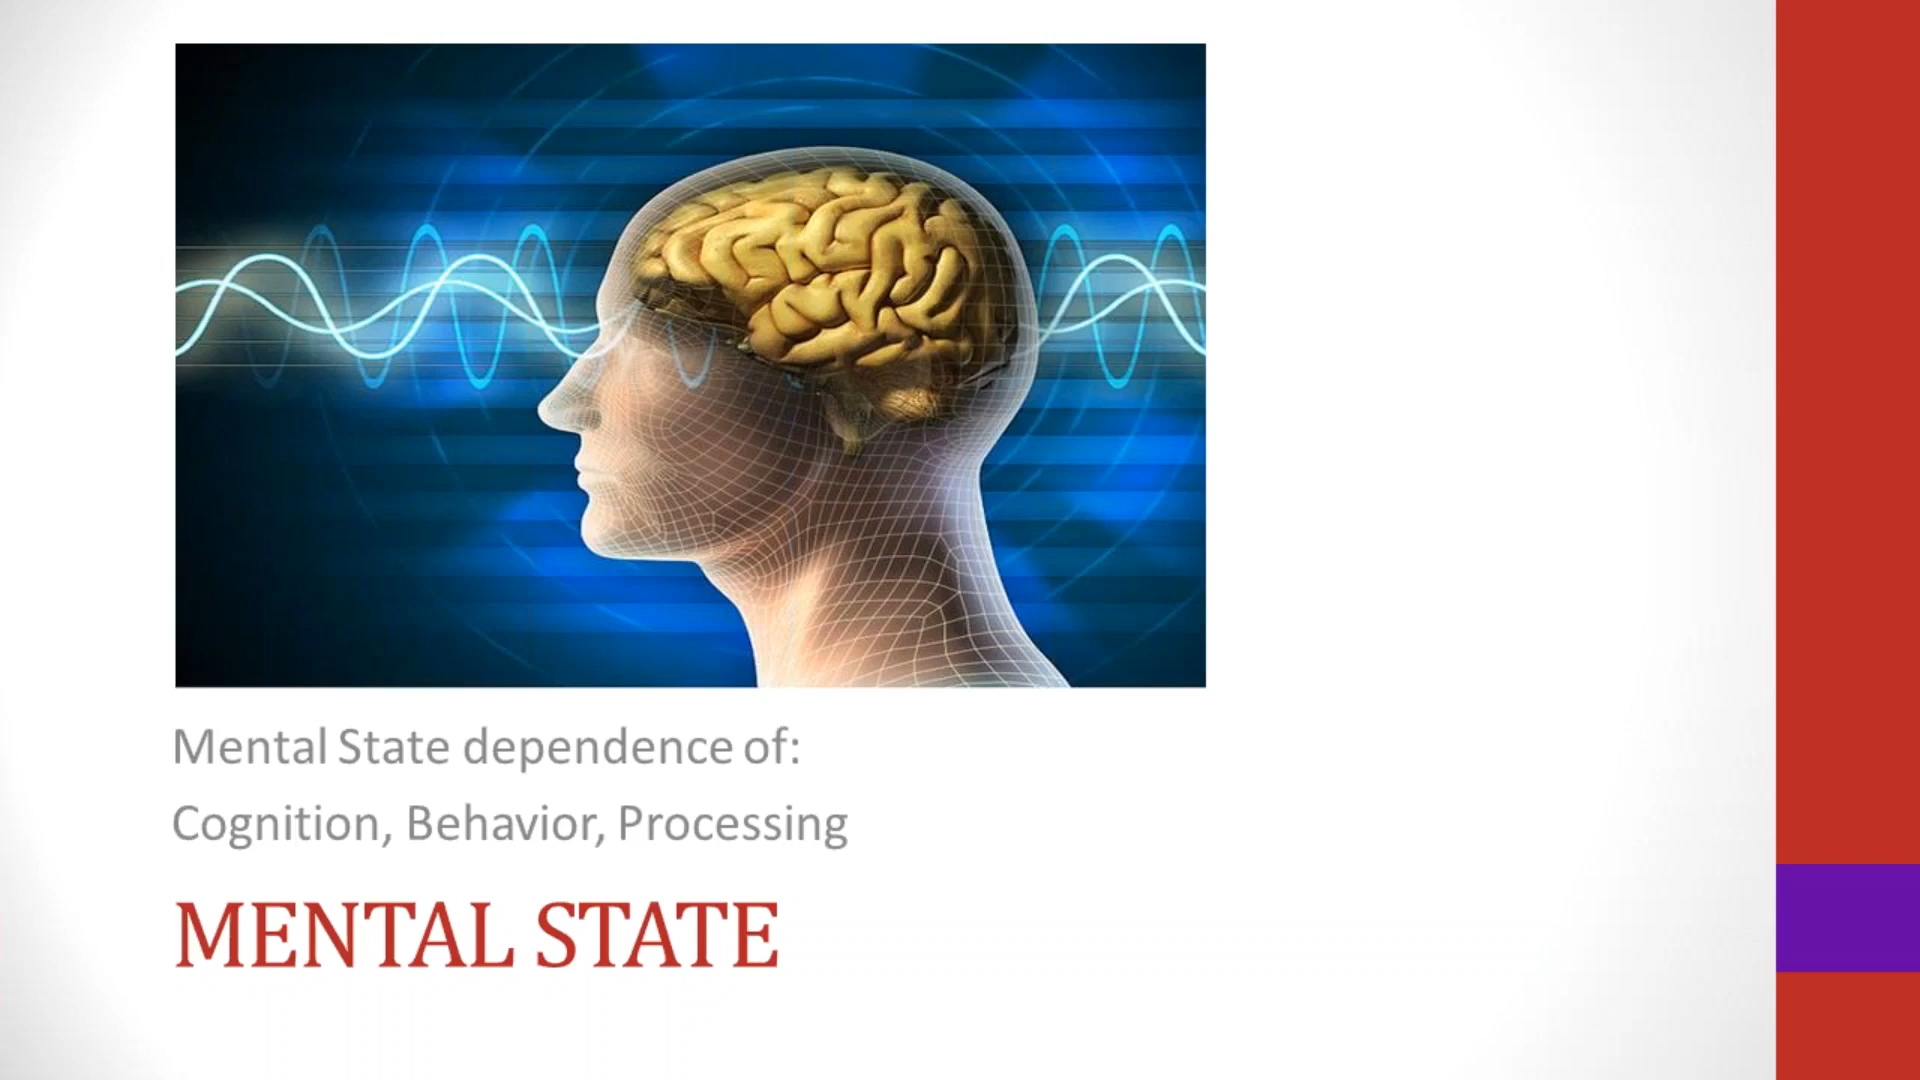 Mental State dependence of:
Cognition, Behavior, Processing
MENTAL STATE